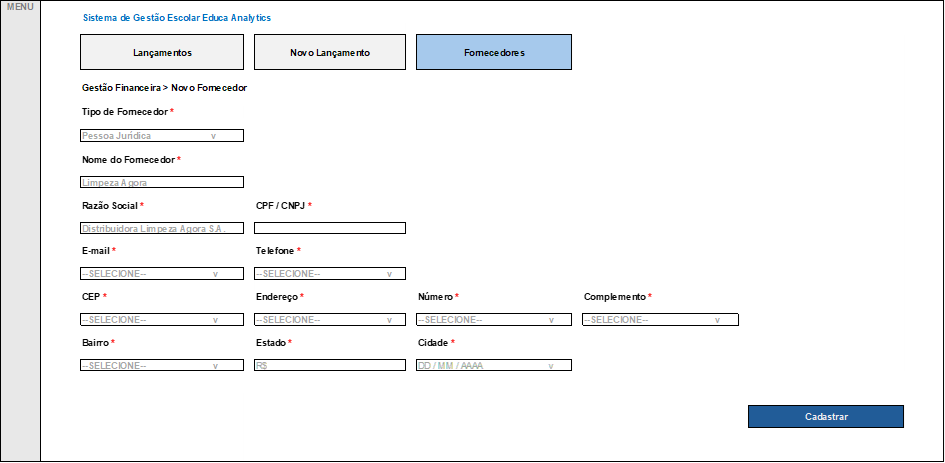 MENU
Sistema de Gestão Escolar Educa Analytics
Lançamentos Novo Lançamento Fornecedores
Gestão Financeira > Novo Fornecedor
Tipo de Fornecedor *
Pessoa Jurídica v
Nome do Fornecedor *
Limpeza Agora
Razão Social * CPF / CNPJ *
Distribuidora Limpeza Agora S.A.
E-mail * Telefone *
--SELECIONE-- v --SELECIONE-- v
CEP * Endereço * Número * Complemento *
--SELECIONE-- v --SELECIONE-- v --SELECIONE-- v --SELECIONE-- v
Bairro * Estado * Cidade *
--SELECIONE-- v R$ DD / MM / AAAA v
Cadastrar